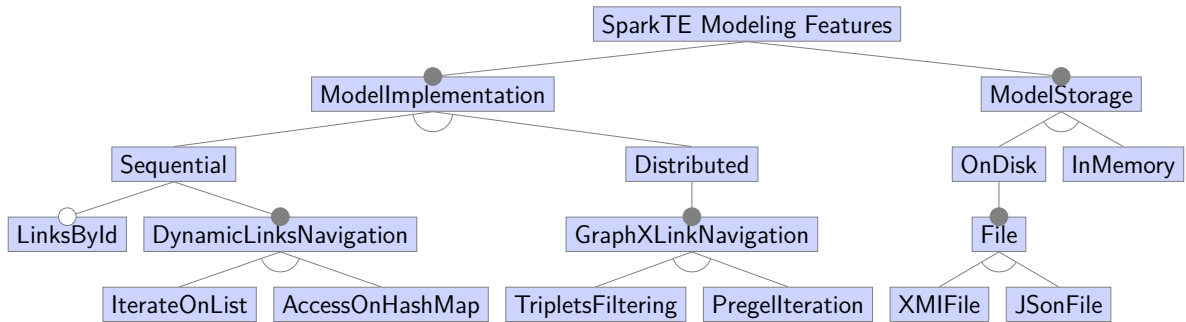 SparkTE Modeling Features
ModelImplementation
ModelStorage
Sequential
Distributed
OnDisk
InMemory
LinksById
DynamicLinksNavigation
GraphXLinkNavigation
File
IterateOnList
AccessOnHashMap
TripletsFiltering
PregelIteration
XMIFile
JSonFile